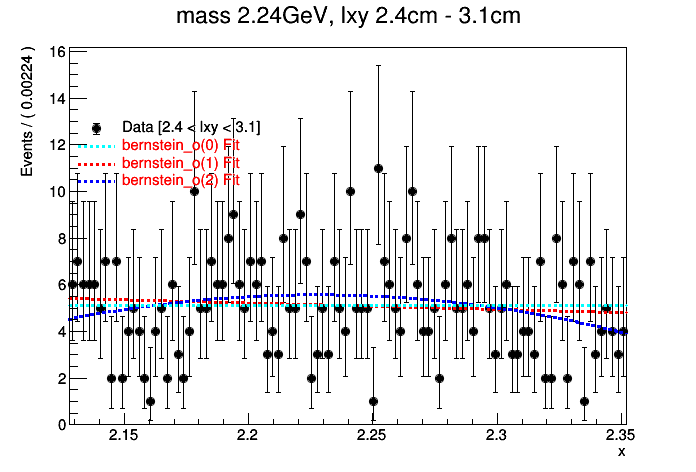 mass 2.24GeV, lxy 2.4cm - 3.1cm
Events / ( 0.00224 )
16
14
12
10
8
6
4
2
0
Data [2.4 < lxy < 3.1]
bernstein_o(0) Fit
bernstein_o(1) Fit
bernstein_o(2) Fit
2.15 2.2 2.25 2.3 2.35
x